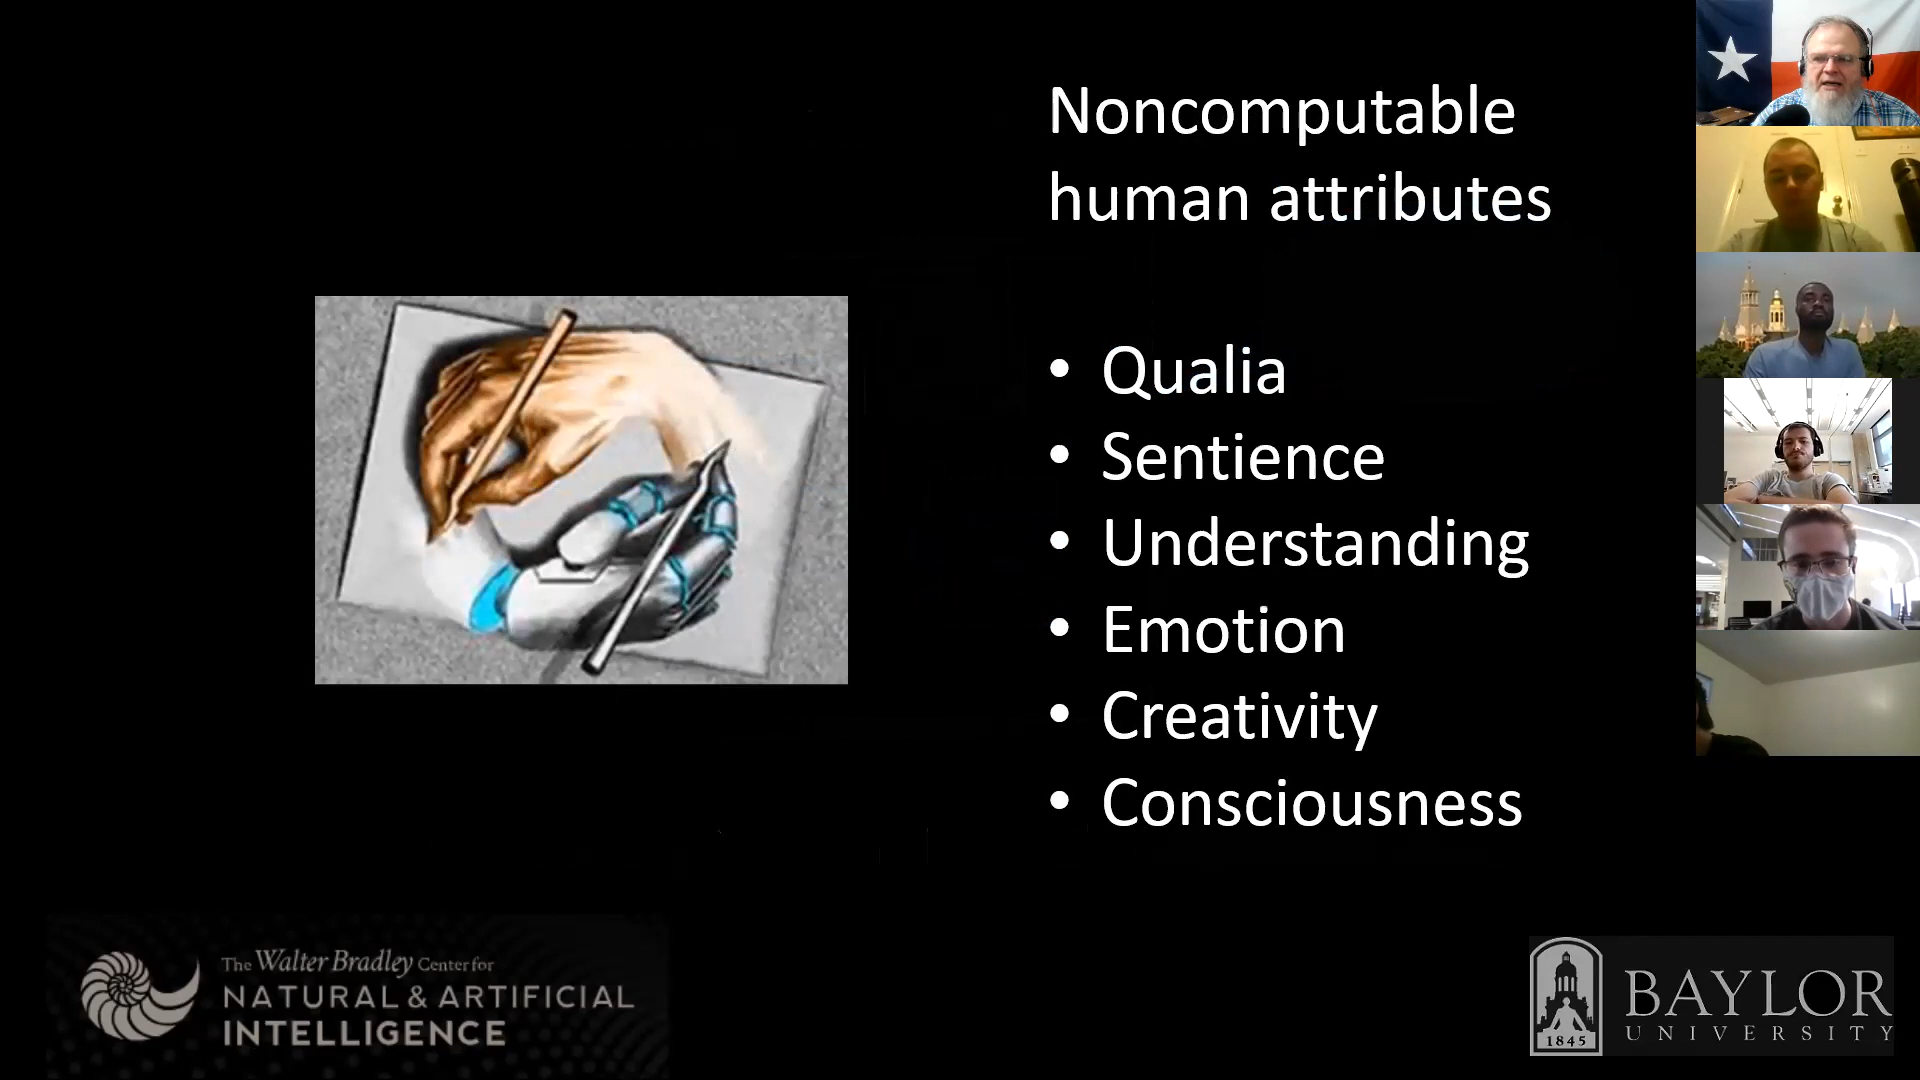 Noncomputable
human attributes
• Qualia
• Sentience
• Understanding
• Emotion
• Creativity
• Consciousness
The Walter Bradley Center for
NATURAL & ARTIFICIAL
INTELLIGENCE
1845
BAYLOR
UNIVERSITY